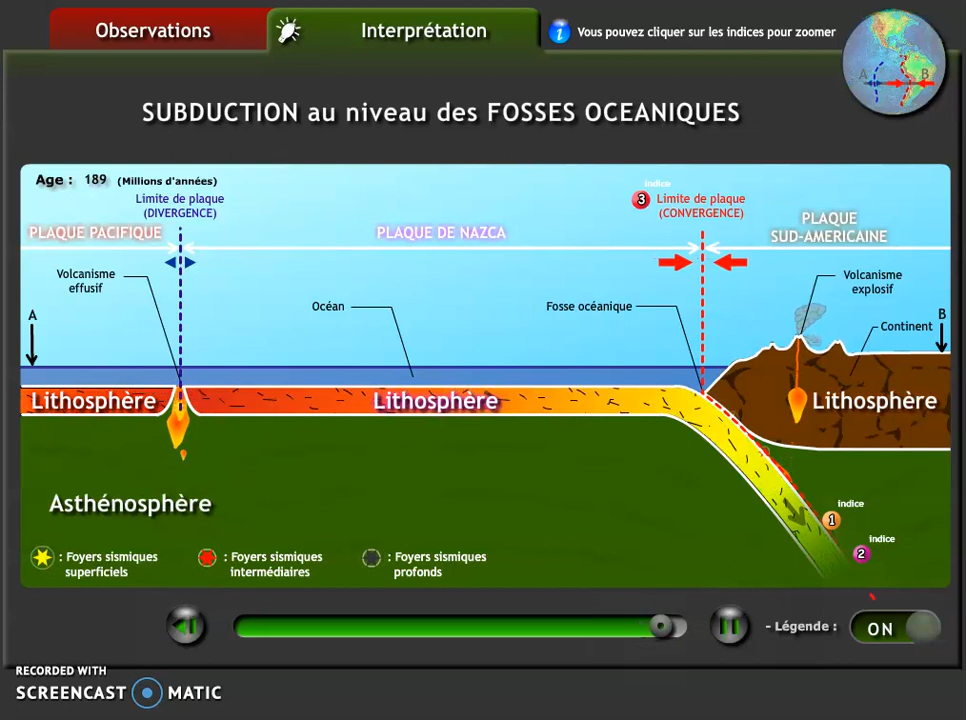 Observations
Interprétation
Vous pouvez cliquer sur les indices pour zoomer
A
B
SUBDUCTION au niveau des FOSSES OCEANIQUES
Age : 189 (Millions d'années)
Limite de plaque
(DIVERGENCE)
indice
3
Limite de plaque
(CONVERGENCE)
PLAQUE PACIFIQUE
PLAQUE DE NAZCA
PLAQUE
SUD-AMERICAINE
Volcanisme
effusif
Océan
Fosse océanique
Volcanisme
explosif
A
B
Continent
Lithosphère
Lithosphère
Lithosphère
Asthénosphère
indice
1
indice
2
: Foyers sismiques
superficiels
: Foyers sismiques
intermédiaires
: Foyers sismiques
profonds
- Légende :
ON
RECORDED WITH
SCREENCAST MATIC